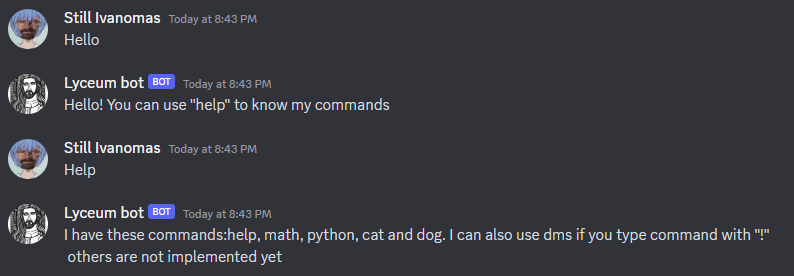 Still Ivanomas Today at 8:43 PM
Hello
Lyceum bot BOT Today at 8:43 PM
Hello! You can use "help" to know my commands
Still Ivanomas Today at 8:43 PM
Help
Lyceum bot BOT Today at 8:43 PM
I have these commands:help, math, python, cat and dog. I can also use dms if you type command with "!"
others are not implemented yet